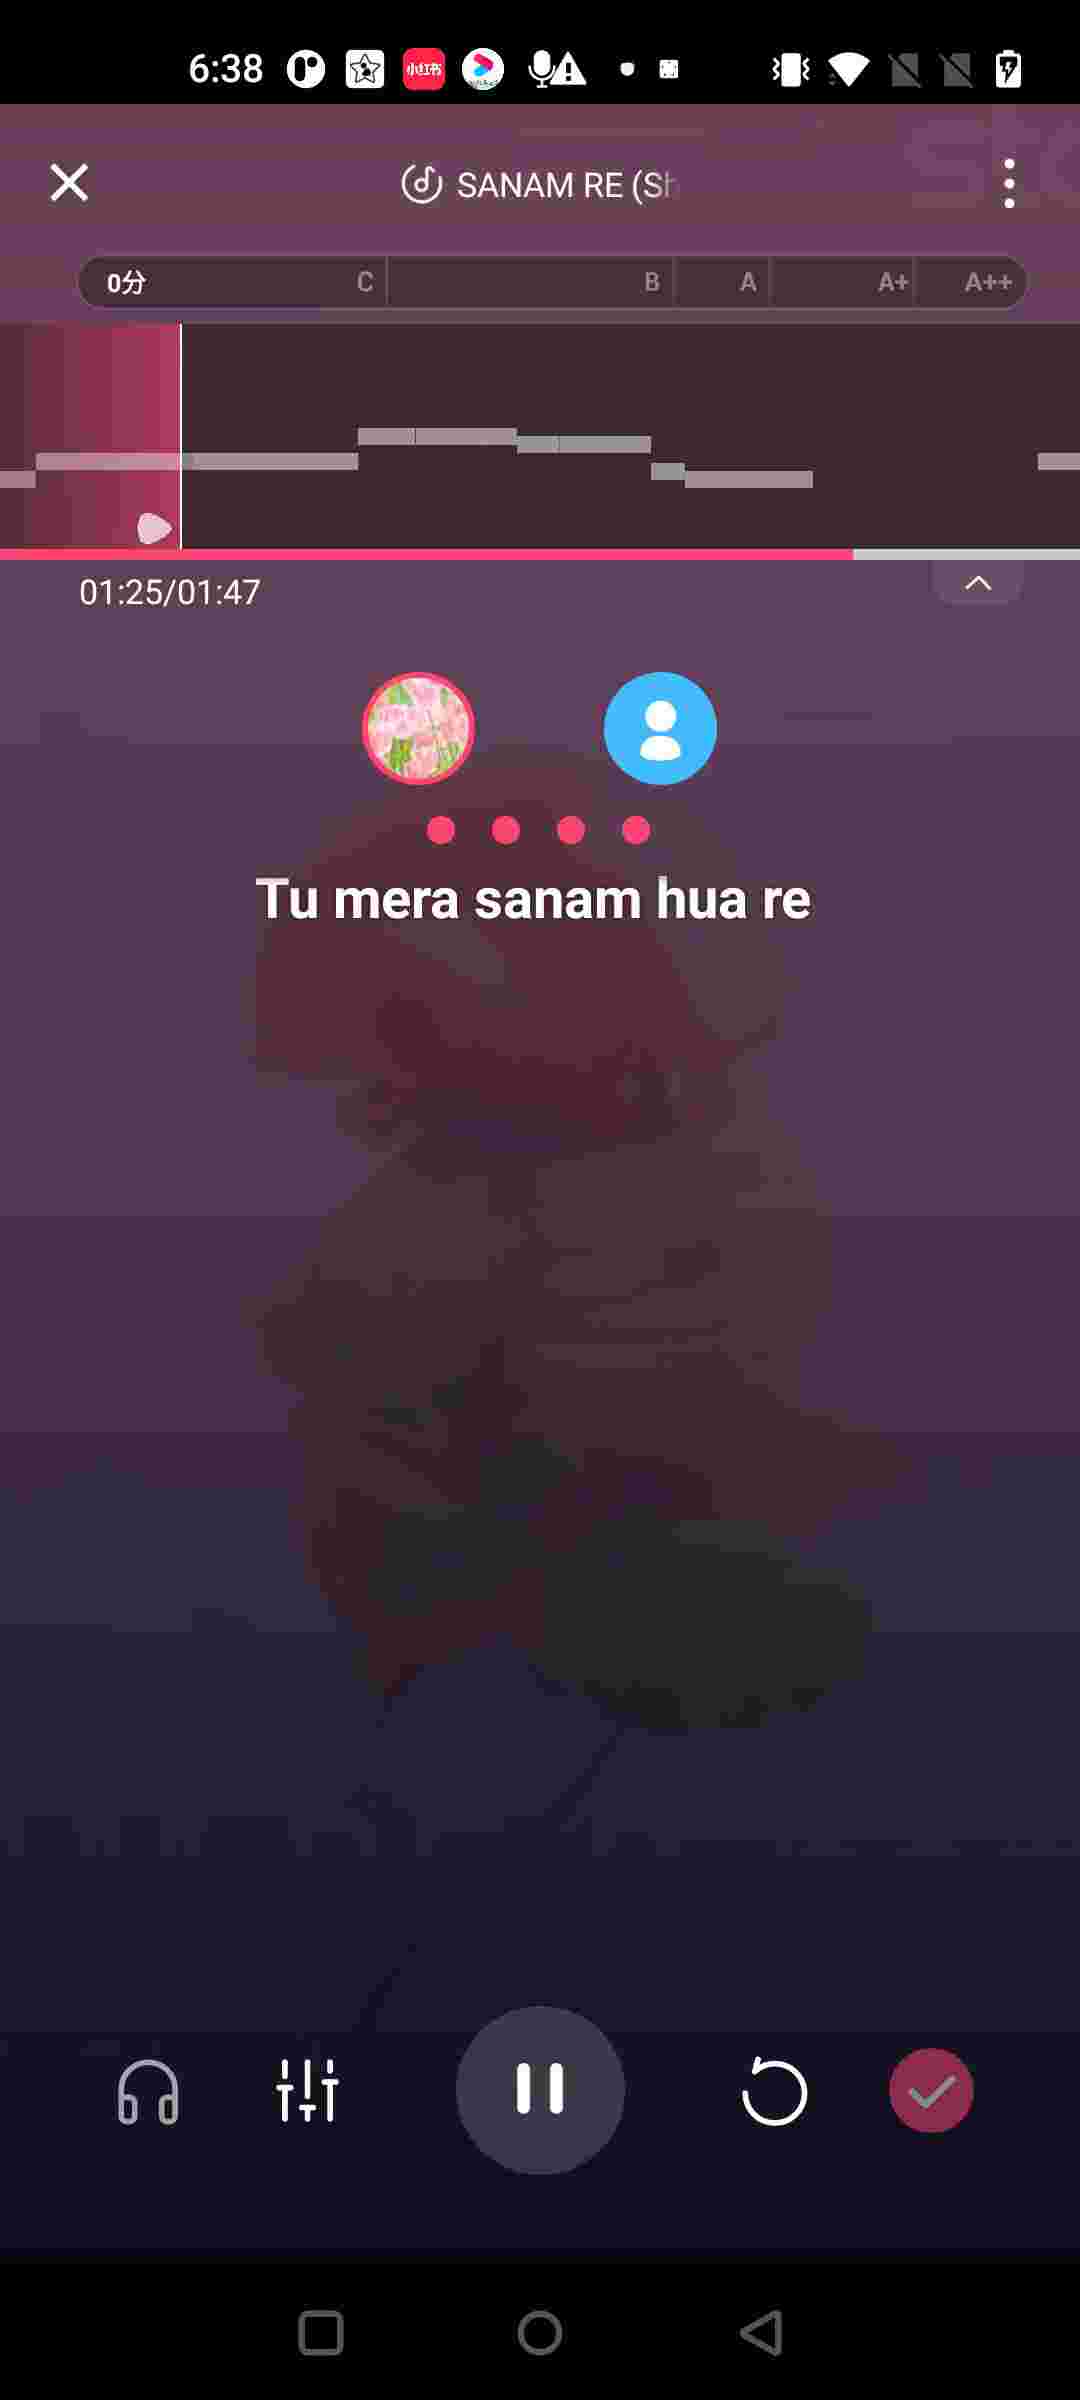 6:38
小红书
SANAM RE (Sh
0分 C B A A+ A++
01:25/01:47
Tu mera sanam hua re